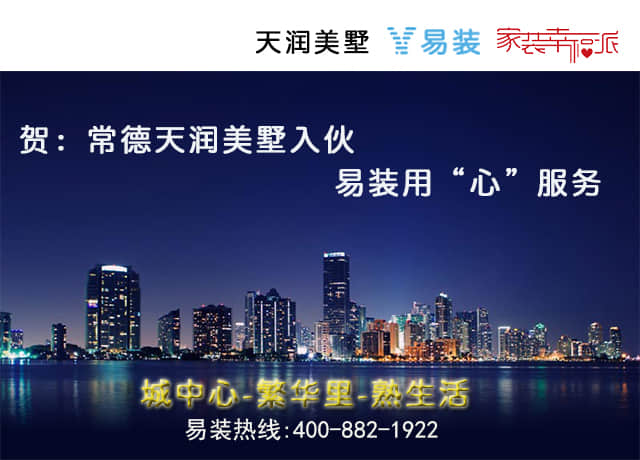 天润美墅 易装 家装幸福派
贺：常德天润美墅入伙
易装用“心”服务
城中心-繁华里-熟生活
易装热线:400-882-1922